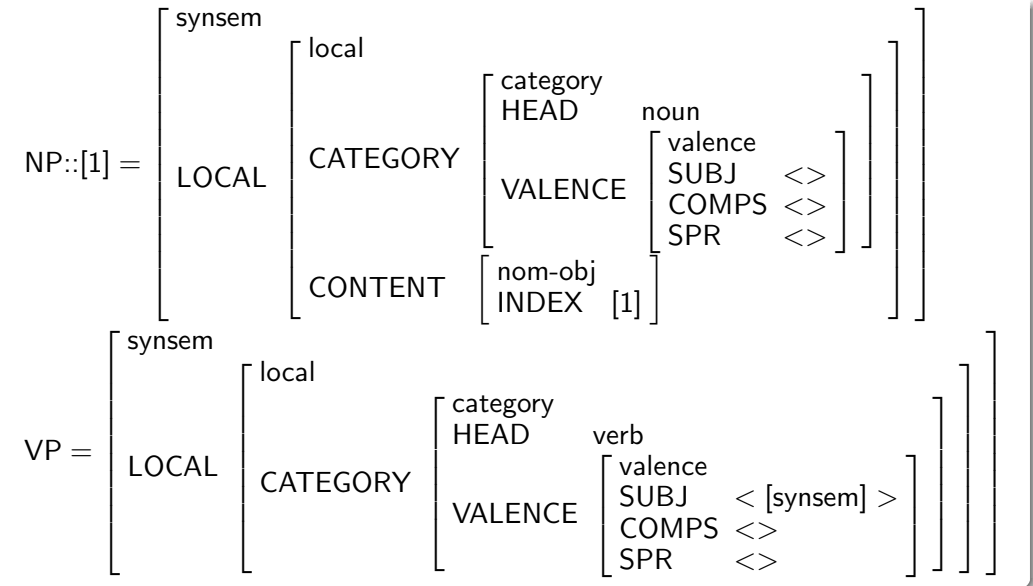 synsem
local
category
HEAD noun
valence
NP::[1] = LOCAL CATEGORY VALENCE SUBJ <>
COMPS <>
SPR <>
CONTENT nom-obj
INDEX [1]
synsem
local
category
HEAD verb
valence
VP = LOCAL CATEGORY VALENCE SUBJ < [synsem] >
COMPS <>
SPR <>